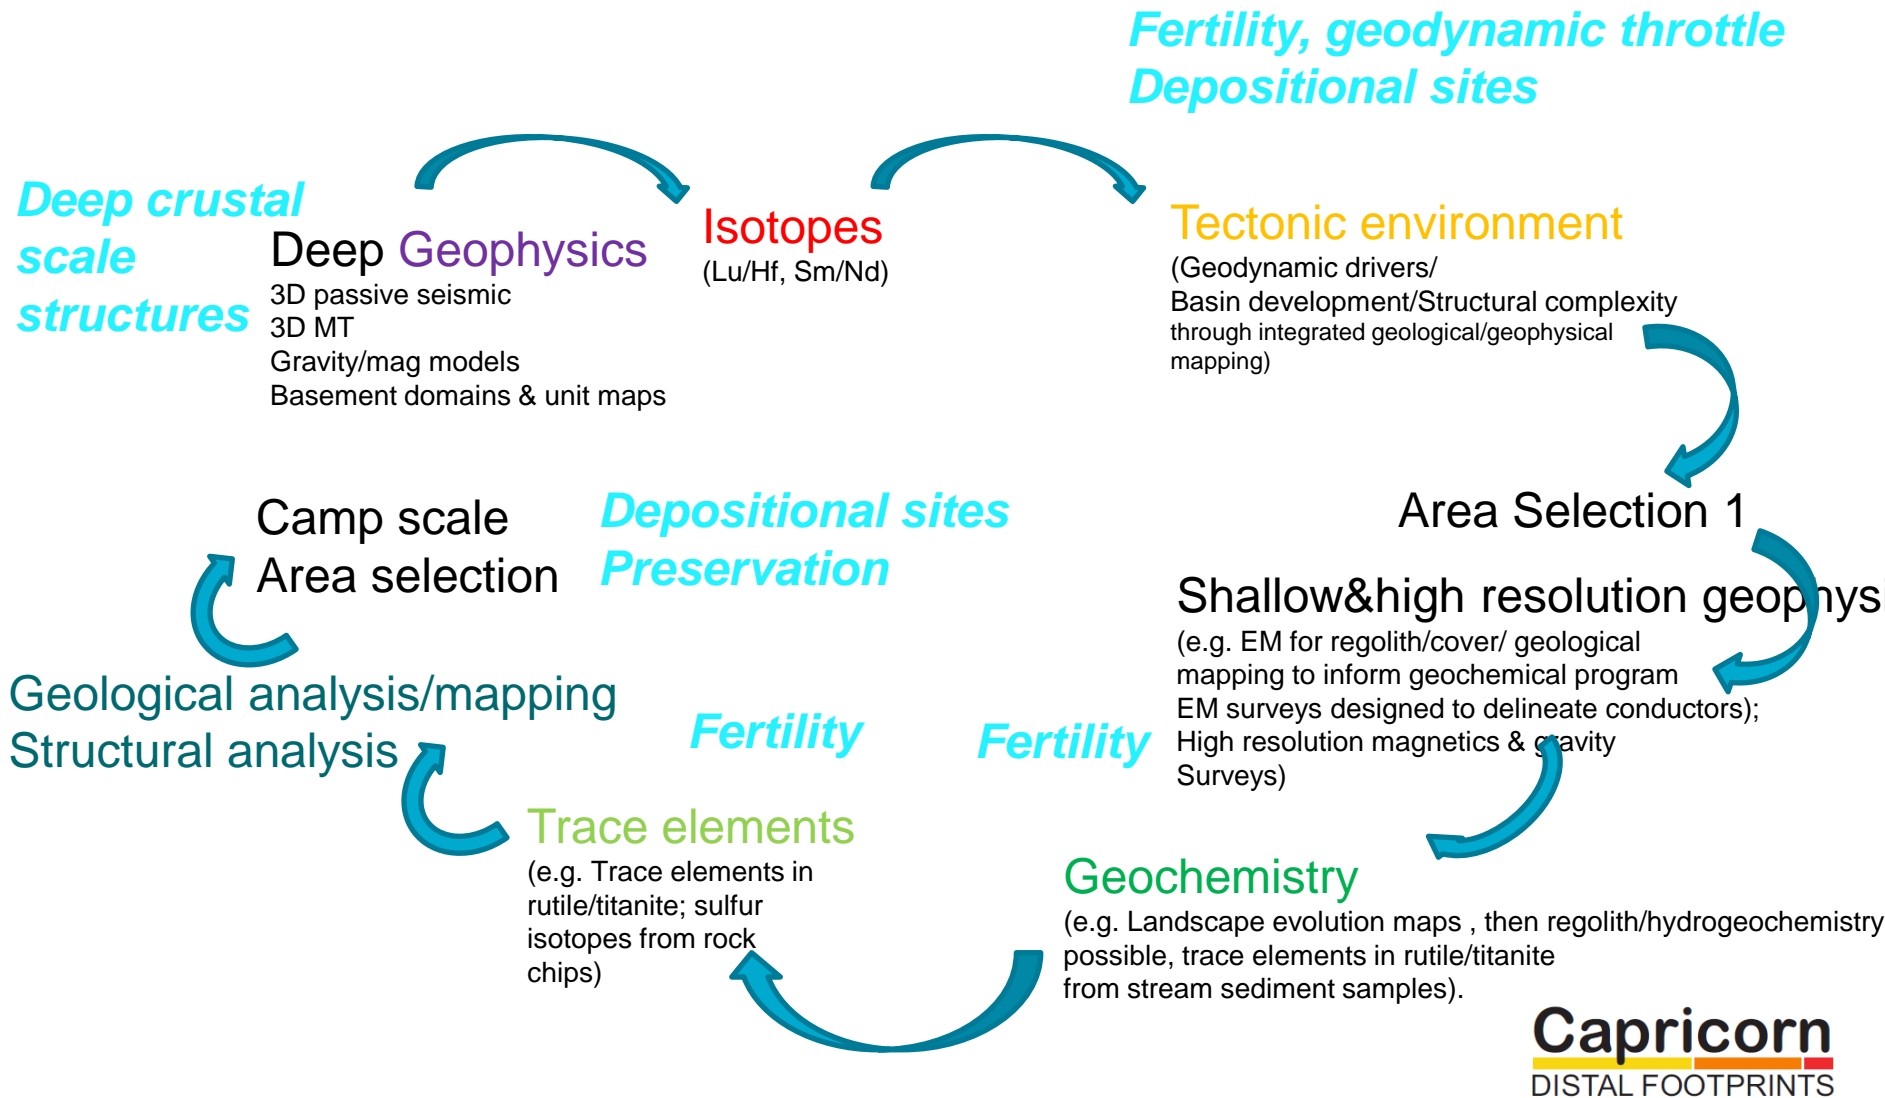 Fertility, geodynamic throttle
Depositional sites
Deep crustal
scale
structures
Deep Geophysics
3D passive seismic
3D MT
Gravity/mag models
Basement domains & unit maps
Isotopes
(Lu/Hf, Sm/Nd)
Tectonic environment
(Geodynamic drivers/
Basin development/Structural complexity
through integrated geological/geophysical
mapping)
Area Selection 1
Shallow&high resolution geophys
(e.g. EM for regolith/cover/ geological
mapping to inform geochemical program
EM surveys designed to delineate conductors);
High resolution magnetics & gravity
Surveys)
Fertility
Geochemistry
(e.g. Landscape evolution maps , then regolith/hydrogeochemistry
possible, trace elements in rutile/titanite
from stream sediment samples).
Fertility
Trace elements
(e.g. Trace elements in
rutile/titanite; sulfur
isotopes from rock
chips)
Geological analysis/mapping
Structural analysis
Camp scale
Area selection
Depositional sites
Preservation
Capricorn
DISTAL FOOTPRINTS